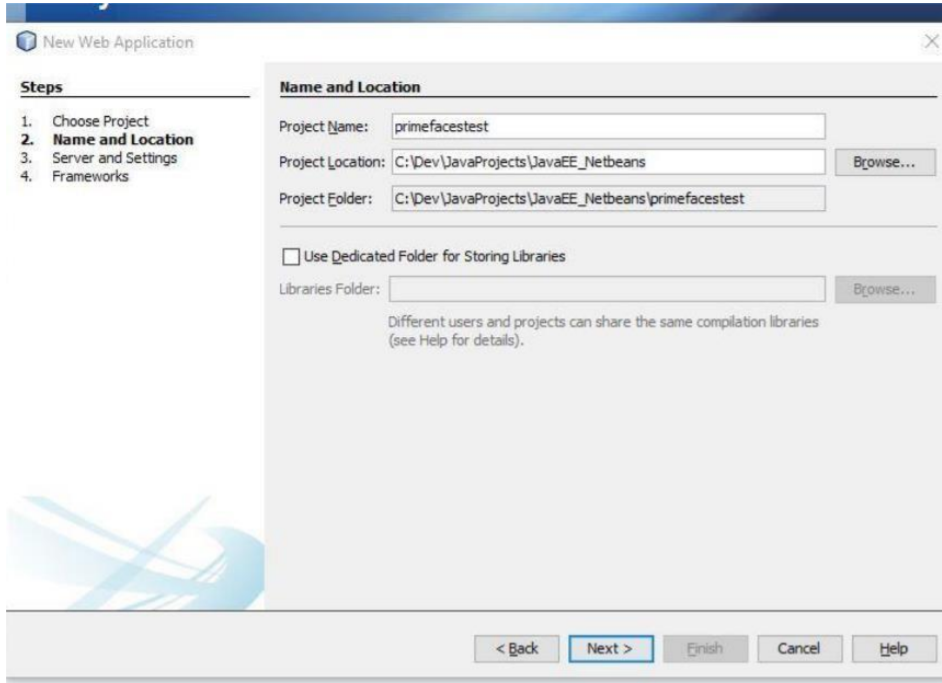 New Web Application
Steps
1. Choose Project
2. Name and Location
3. Server and Settings
4. Frameworks
Name and Location
Project Name: primefacestest
Project Location: C:\Dev\JavaProjects\JavaEE_Netbeans Browse...
Project Folder: C:\Dev\JavaProjects\JavaEE_Netbeans\primefacestest
Use Dedicated Folder for Storing Libraries
Libraries Folder: Browse...
Different users and projects can share the same compilation libraries
(see Help for details).
< Back Next > Finish Cancel Help